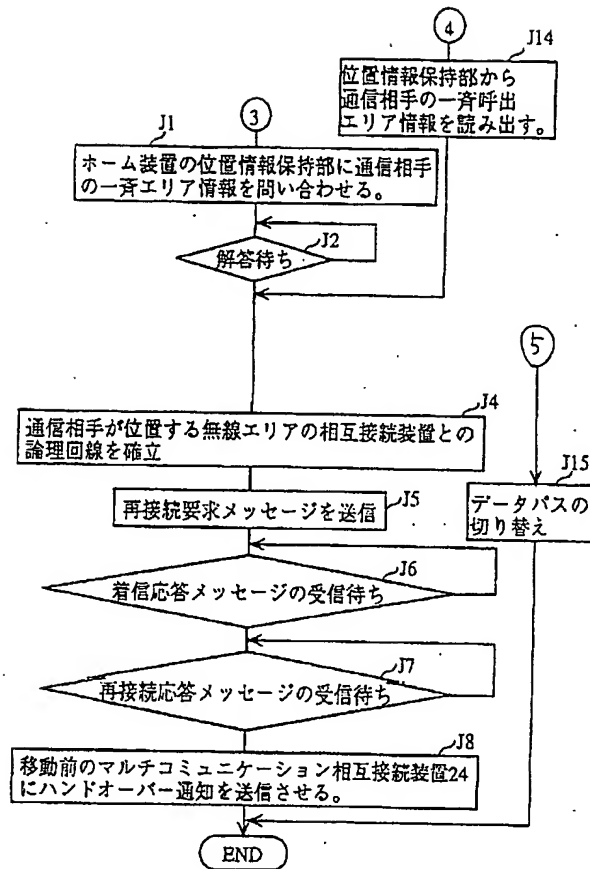 4
J14
位置情報保持部から
通信相手の一斉呼出
エリア情報を読み出す。
J1
3
ホーム装置の位置情報保持部に通信相手
の一斉エリア情報を問い合わせる。
J2
解答待ち
5
J4
通信相手が位置する無線エリアの相互接続装置との
論理回線を確立
J15
データパスの
切り替え
J5
再接続要求メッセージを送信
J6
着信応答メッセージの受信待ち
J7
再接続応答メッセージの受信待ち
J8
移動前のマルチコミュニケーション相互接続装置24
にハンドオーバー通知を送信させる。
END